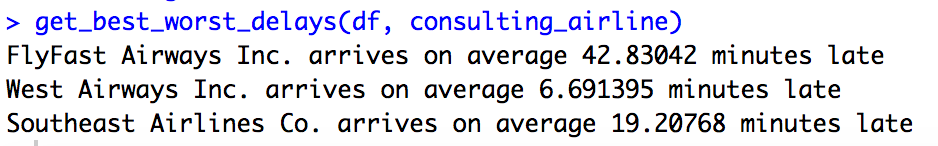 > get_best_worst_delays(df, consulting_airline)
FlyFast Airways Inc. arrives on average 42.83042 minutes late
West Airways Inc. arrives on average 6.691395 minutes late
Southeast Airlines Co. arrives on average 19.20768 minutes late